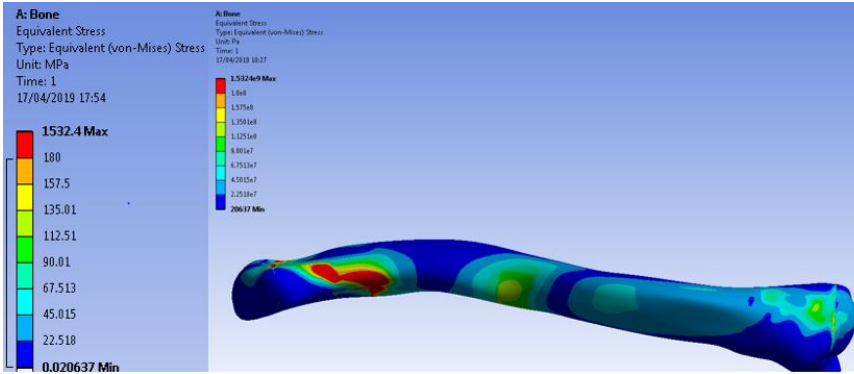 A: Bone
Equivalent Stress
Type: Equivalent (von-Mises) Stress
Unit: MPa
Time: 1
17/04/2019 17:54
1532.4 Max
180
157.5
135.01
112.51
90.01
67.513
45.015
22.518
0.020637 Min
A: Bone
Equivalent Stress
Type: Equivalent (von-Mises) Stress
Unit: Pa
Time: 1
17/04/2019 18:27
1.5324e9 Max
1.8e8
1.575e8
1.3501e8
1.1251e8
9.001e7
6.7513e7
4.5015e7
2.2518e7
20637 Min